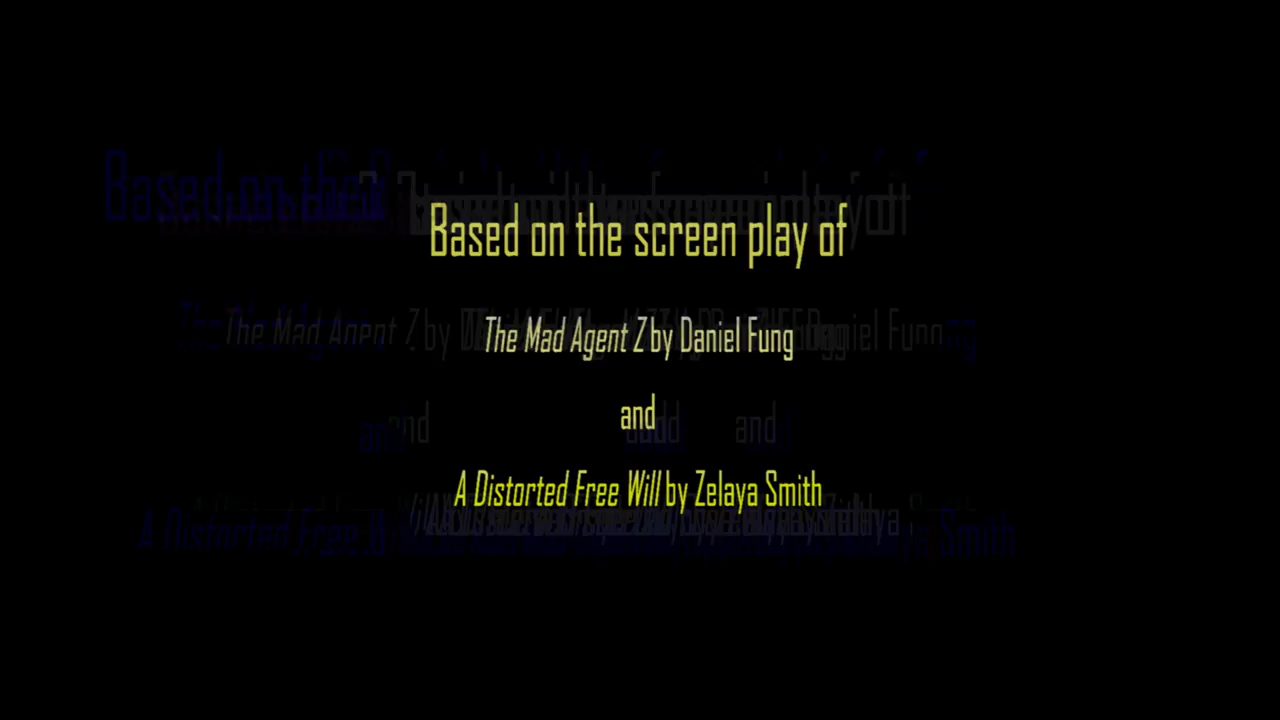 Based on the screen play of
The Mad Agent Z by Daniel Fung
and
A Distorted Free Will by Zelaya Smith